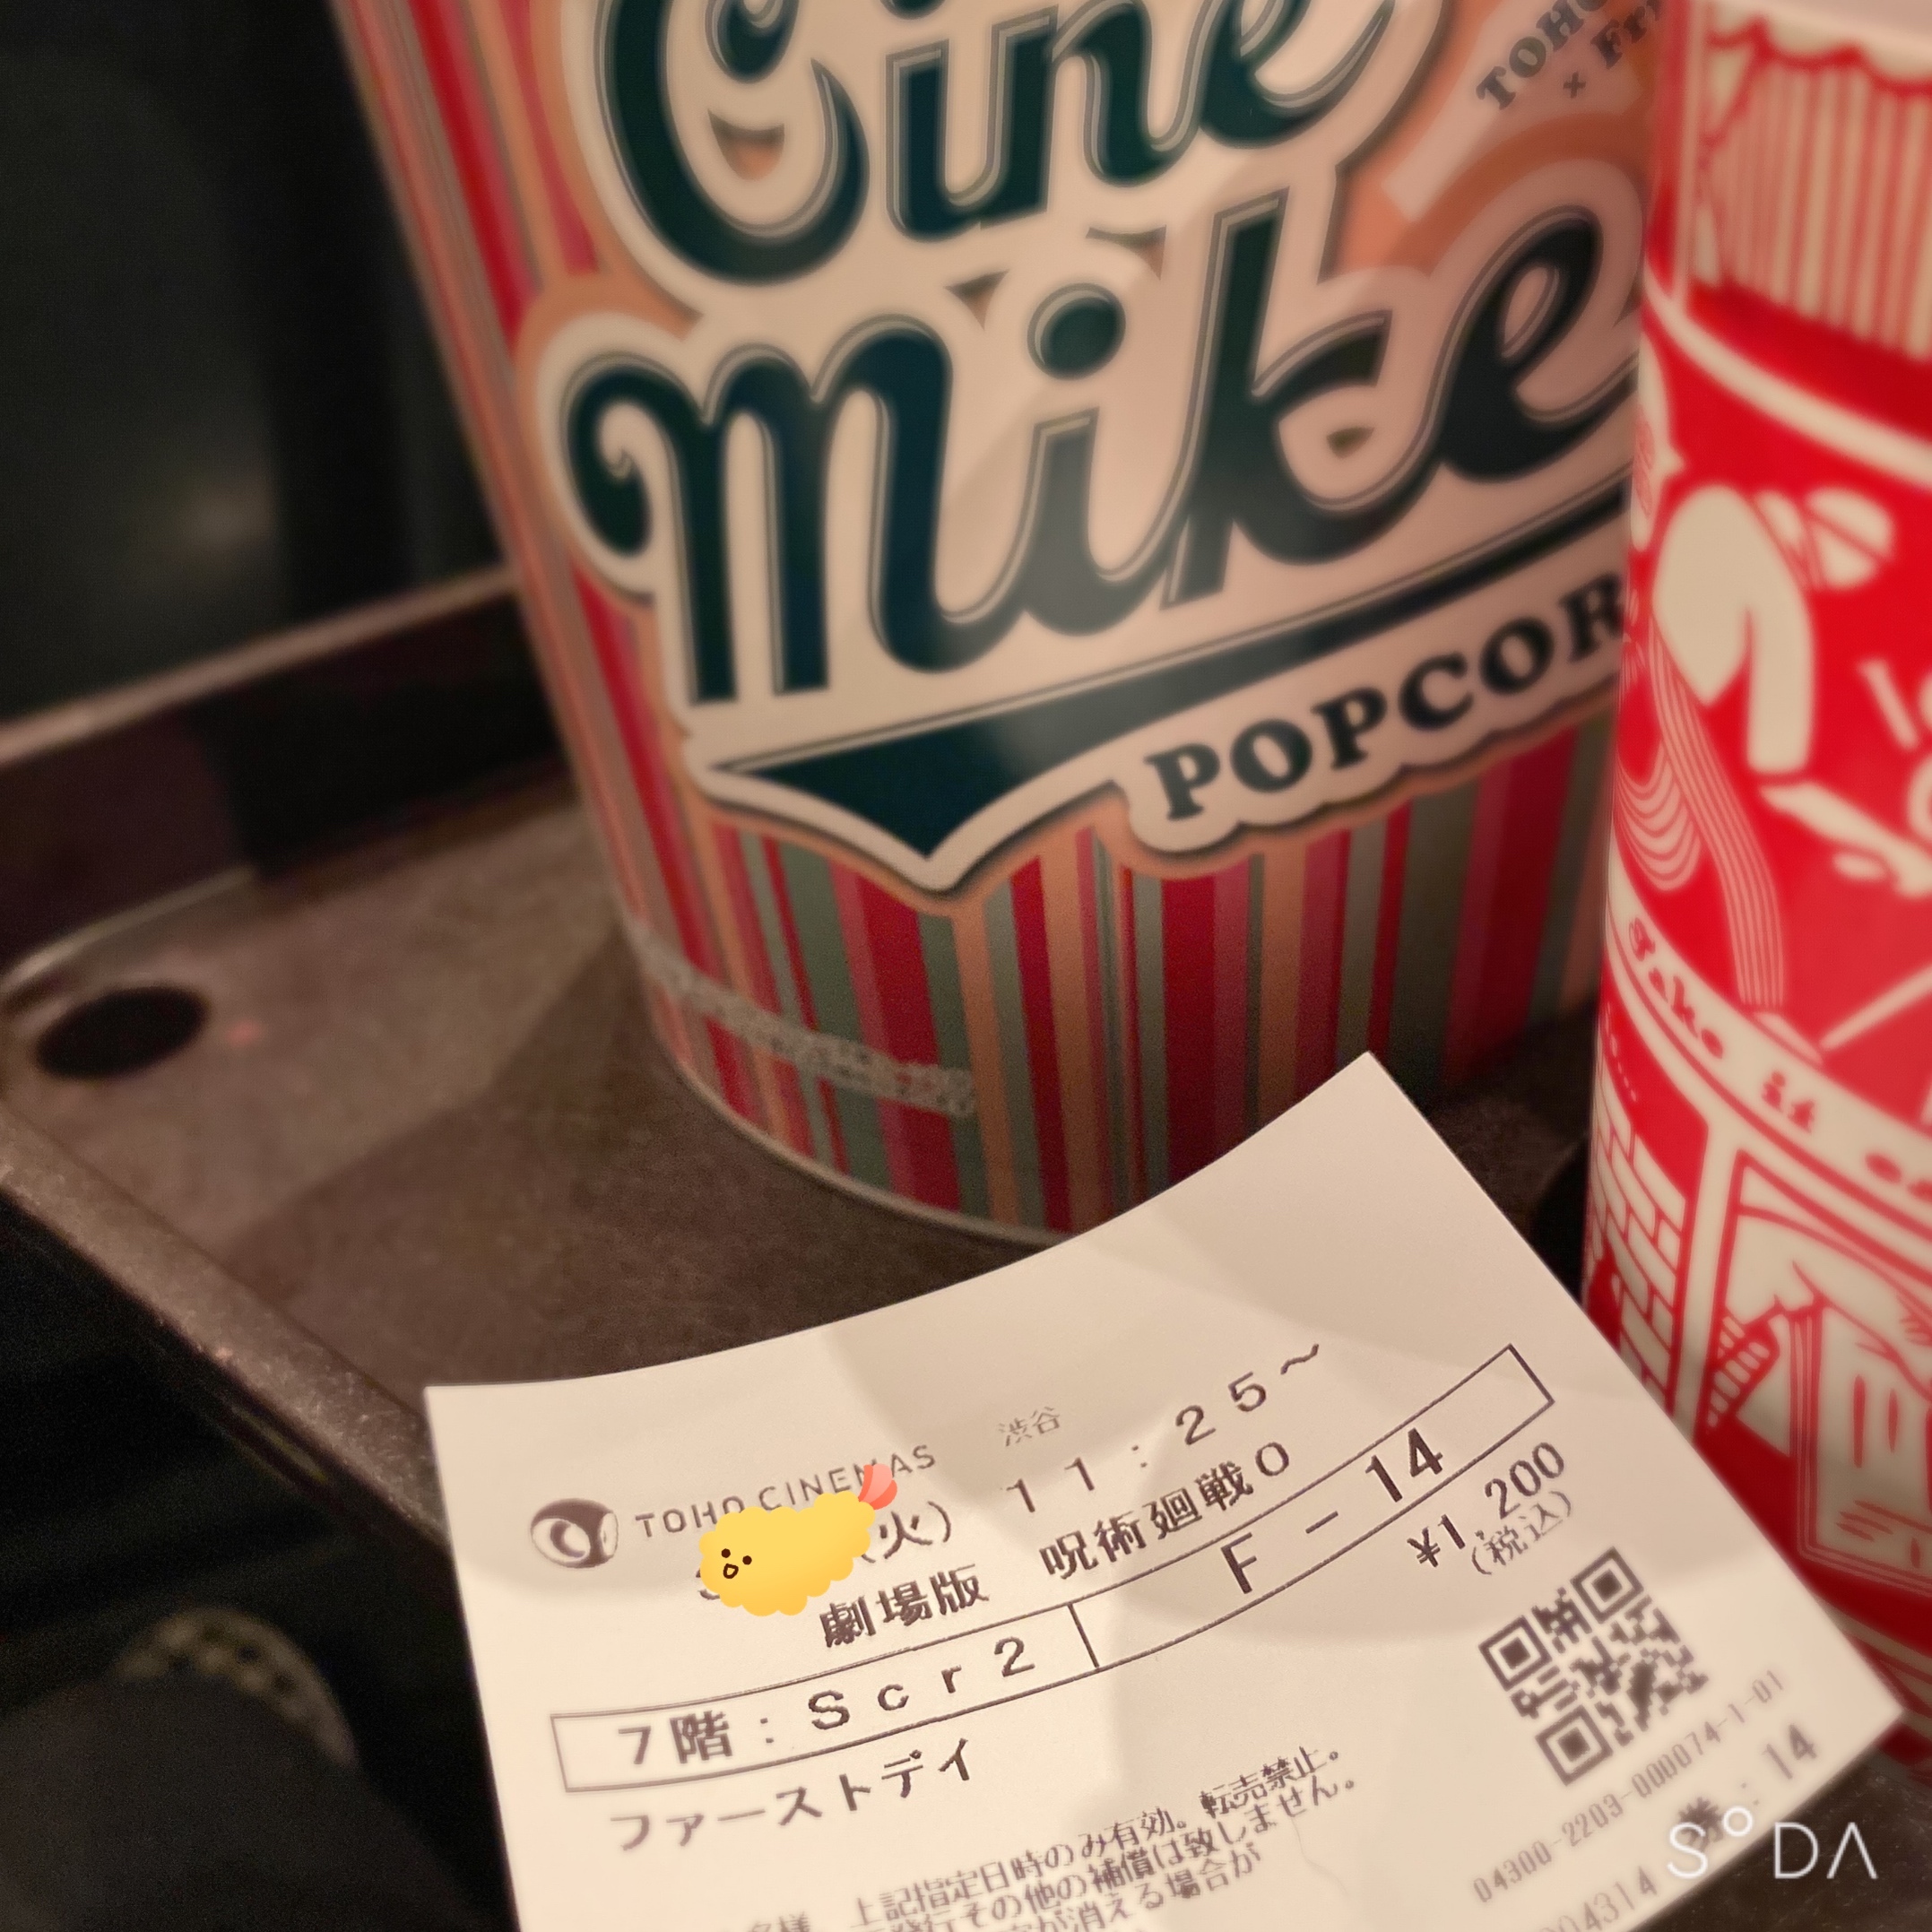 Cine
Mike
POPCOR
TOHO CINEMAS 渋谷
(火) 11:25～
劇場版 呪術廻戦0
7階:Scr2 F-14
¥1,200
(税込)
ファーストデイ
上記指定日時のみ有効。転売禁止。
その他の補償は致しません。
消える場合が
04300-2203-000074-1-01
14
SODA